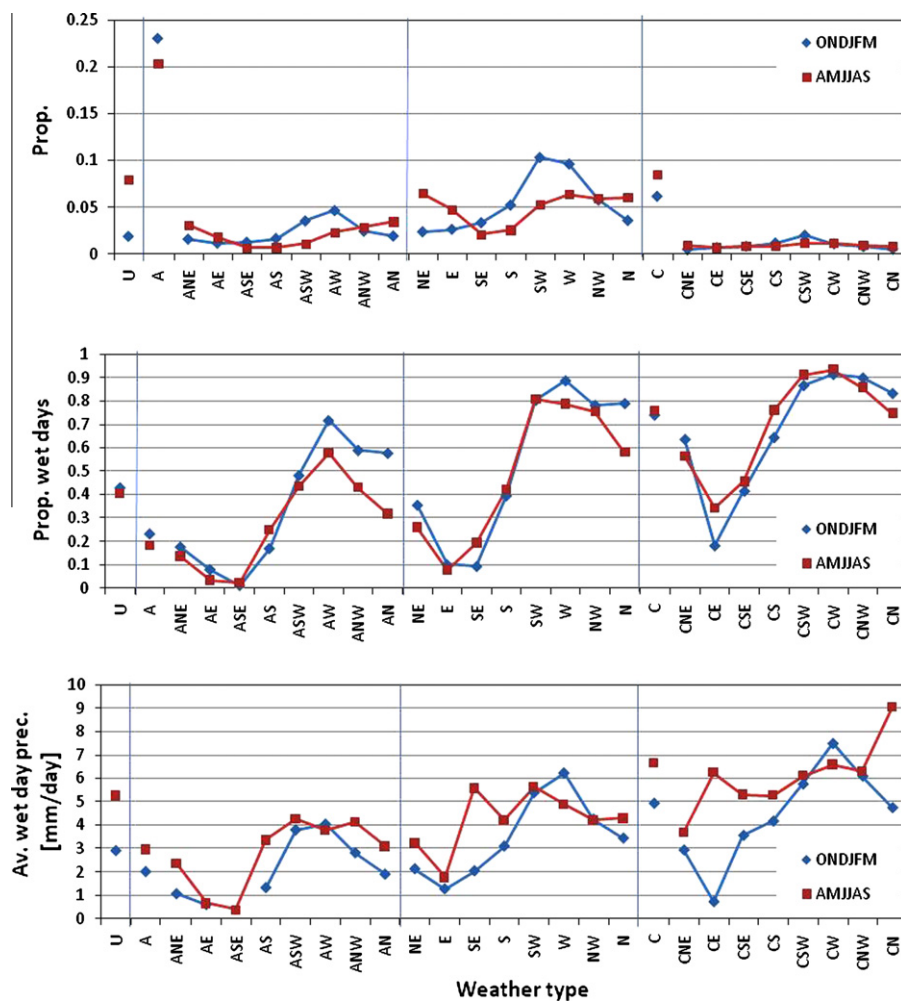 0.25
0.2
0.15
0.1
0.05
0
Prop.
ONDJFM
AMJJAS
U A ANE AE ASE AS ASW AW ANW AN NE E SE S SW W NW N C CNE CE CSE CS CSW CW CNW CN
1
0.9
0.8
0.7
0.6
0.5
0.4
0.3
0.2
0.1
0
Prop. wet days
ONDJFM
AMJJAS
U A ANE AE ASE AS ASW AW ANW AN NE E SE S SW W NW N C CNE CE CSE CS CSW CW CNW CN
10
9
8
7
6
5
4
3
2
1
0
Av. wet day prec.
[mm/day]
ONDJFM
AMJJAS
U A ANE AE ASE AS ASW AW ANW AN NE E SE S SW W NW N C CNE CE CSE CS CSW CW CNW CN
Weather type